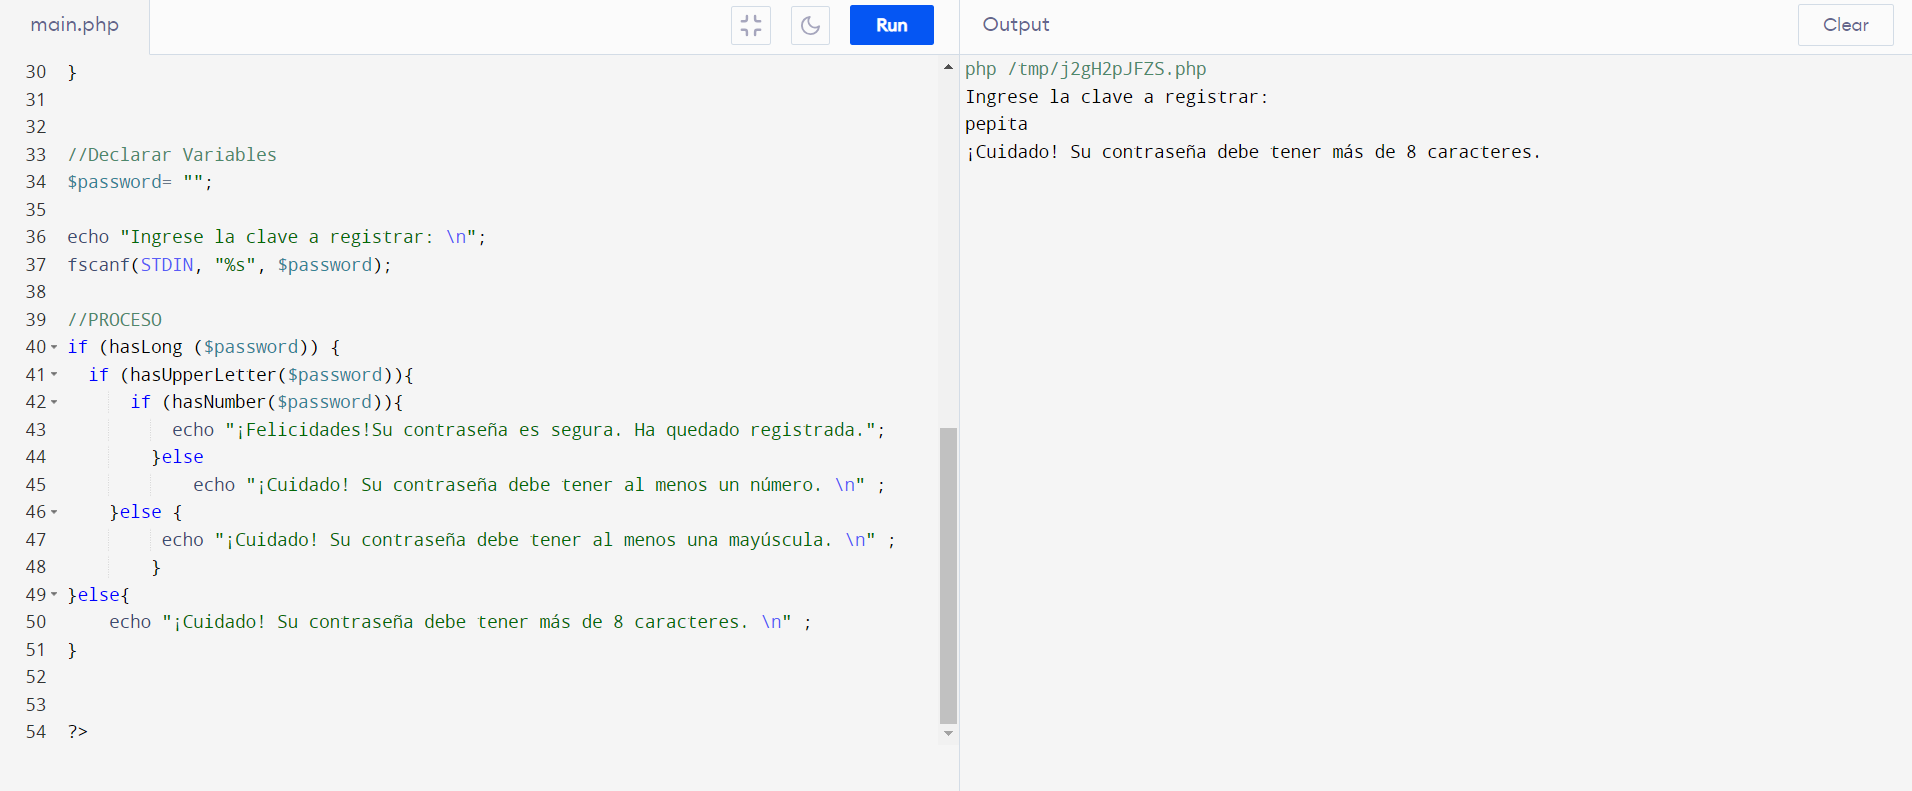 main.php
Run
Output
Clear
30 }
31
32
33 //Declarar Variables
34 $password= "";
35
36 echo "Ingrese la clave a registrar: \n";
37 fscanf(STDIN, "%s", $password);
38
39 //PROCESO
40 if (hasLong ($password)) {
41 if (hasUpperLetter($password)){
42 if (hasNumber($password)){
43 echo "¡Felicidades!Su contraseña es segura. Ha quedado registrada.";
44 }else
45 echo "¡Cuidado! Su contraseña debe tener al menos un número. \n" ;
46 }else {
47 echo "¡Cuidado! Su contraseña debe tener al menos una mayúscula. \n" ;
48 }
49 }else{
50 echo "¡Cuidado! Su contraseña debe tener más de 8 caracteres. \n" ;
51 }
52
53
54 ?>
php /tmp/j2gH2pJFZS.php
Ingrese la clave a registrar:
pepita
¡Cuidado! Su contraseña debe tener más de 8 caracteres.